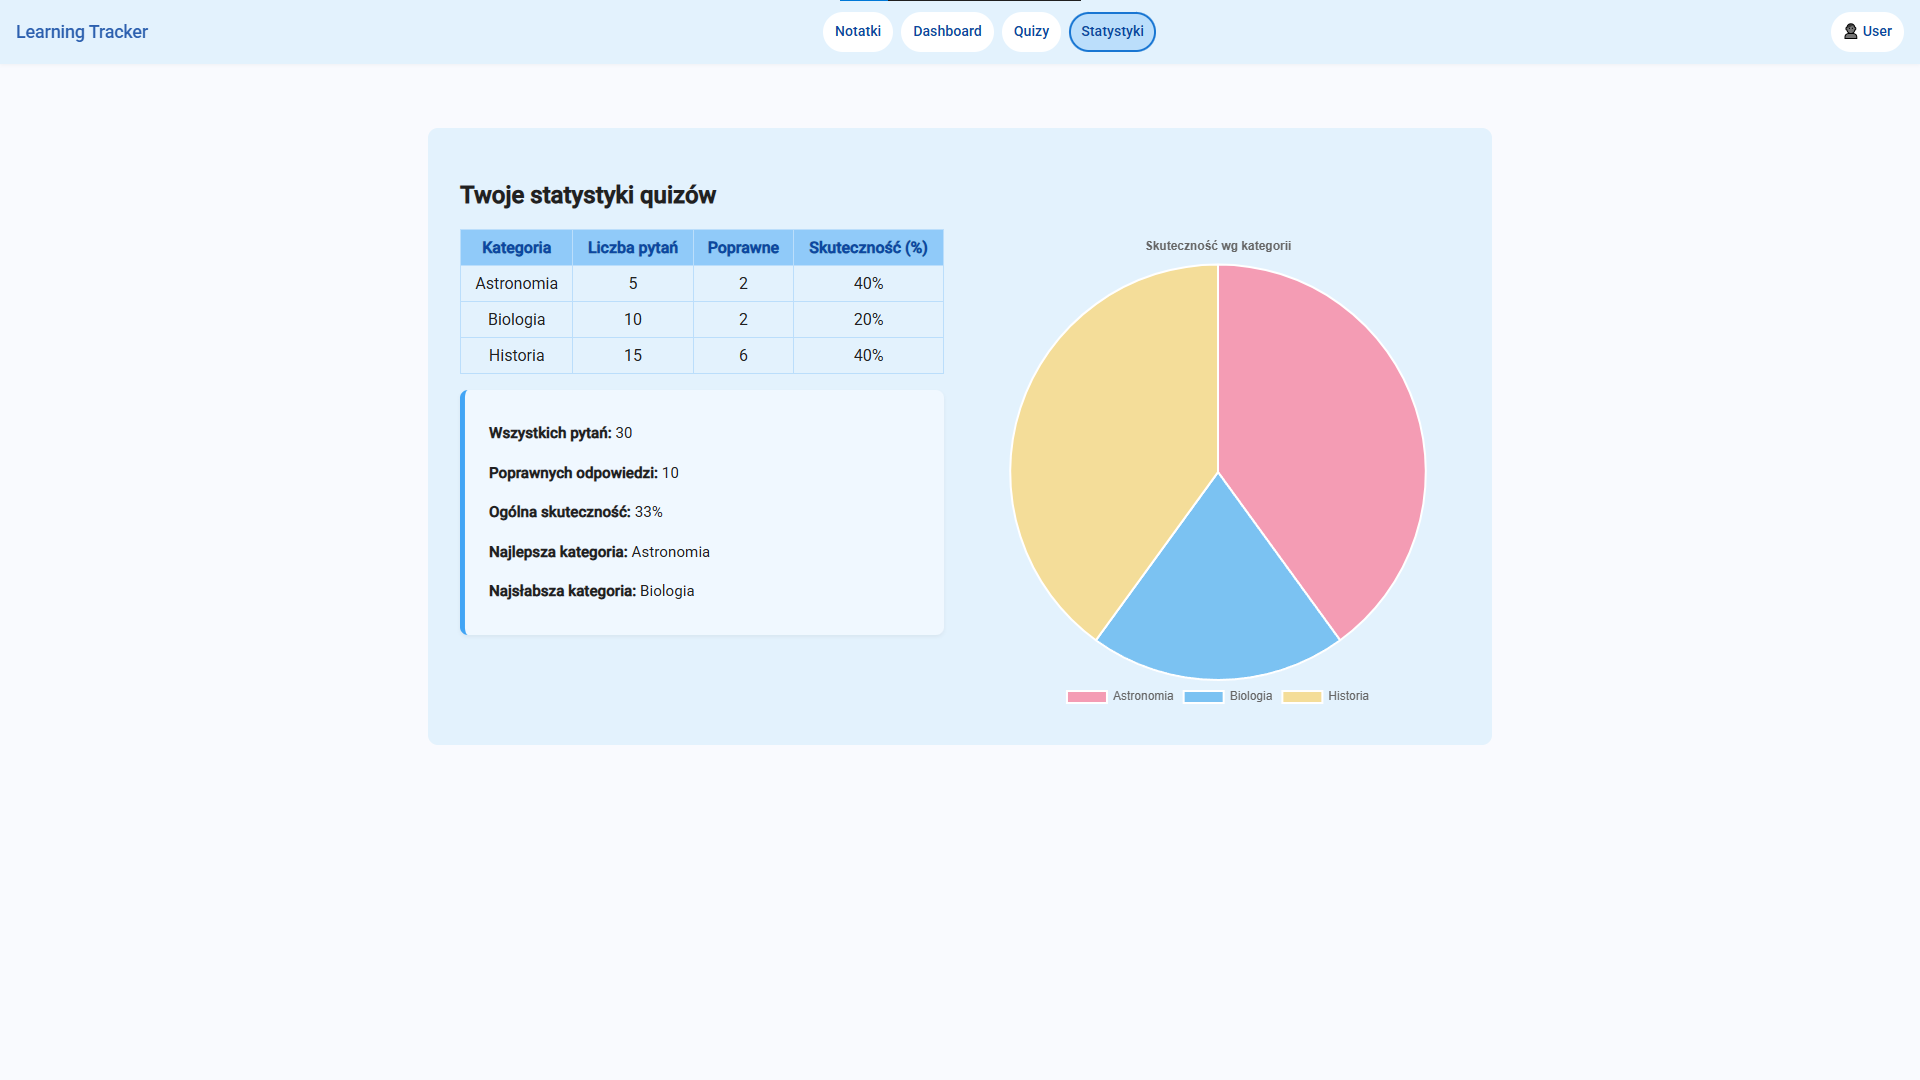 Learning Tracker
Notatki Dashboard Quizy Statystyki
User
Twoje statystyki quizów
Kategoria Liczba pytań Poprawne Skuteczność (%)
Astronomia 5 2 40%
Biologia 10 2 20%
Historia 15 6 40%
Wszystkich pytań: 30
Poprawnych odpowiedzi: 10
Ogólna skuteczność: 33%
Najlepsza kategoria: Astronomia
Najsłabsza kategoria: Biologia
Skuteczność wg kategorii
Astronomia Biologia Historia